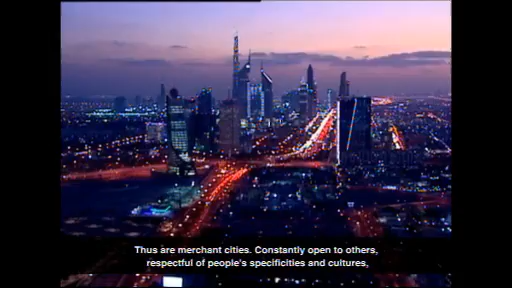 Thus are merchant cities. Constantly open to others,
respectful of people's specificities and cultures,